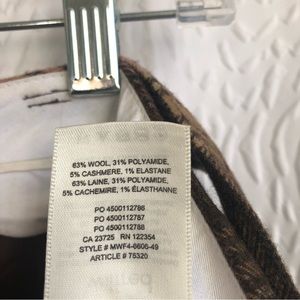 63% WOOL, 31% POLYAMIDE,
5% CASHMERE, 1% ELASTANE
63% LAINE, 31% POLYAMIDE,
5% CACHEMIRE, 1% ÉLASTHANNE
PO 4500112786
PO 4500112787
PO 4500112788
CA 23725 RN 122354
STYLE # MWF4-6606-49
ARTICLE # 75320